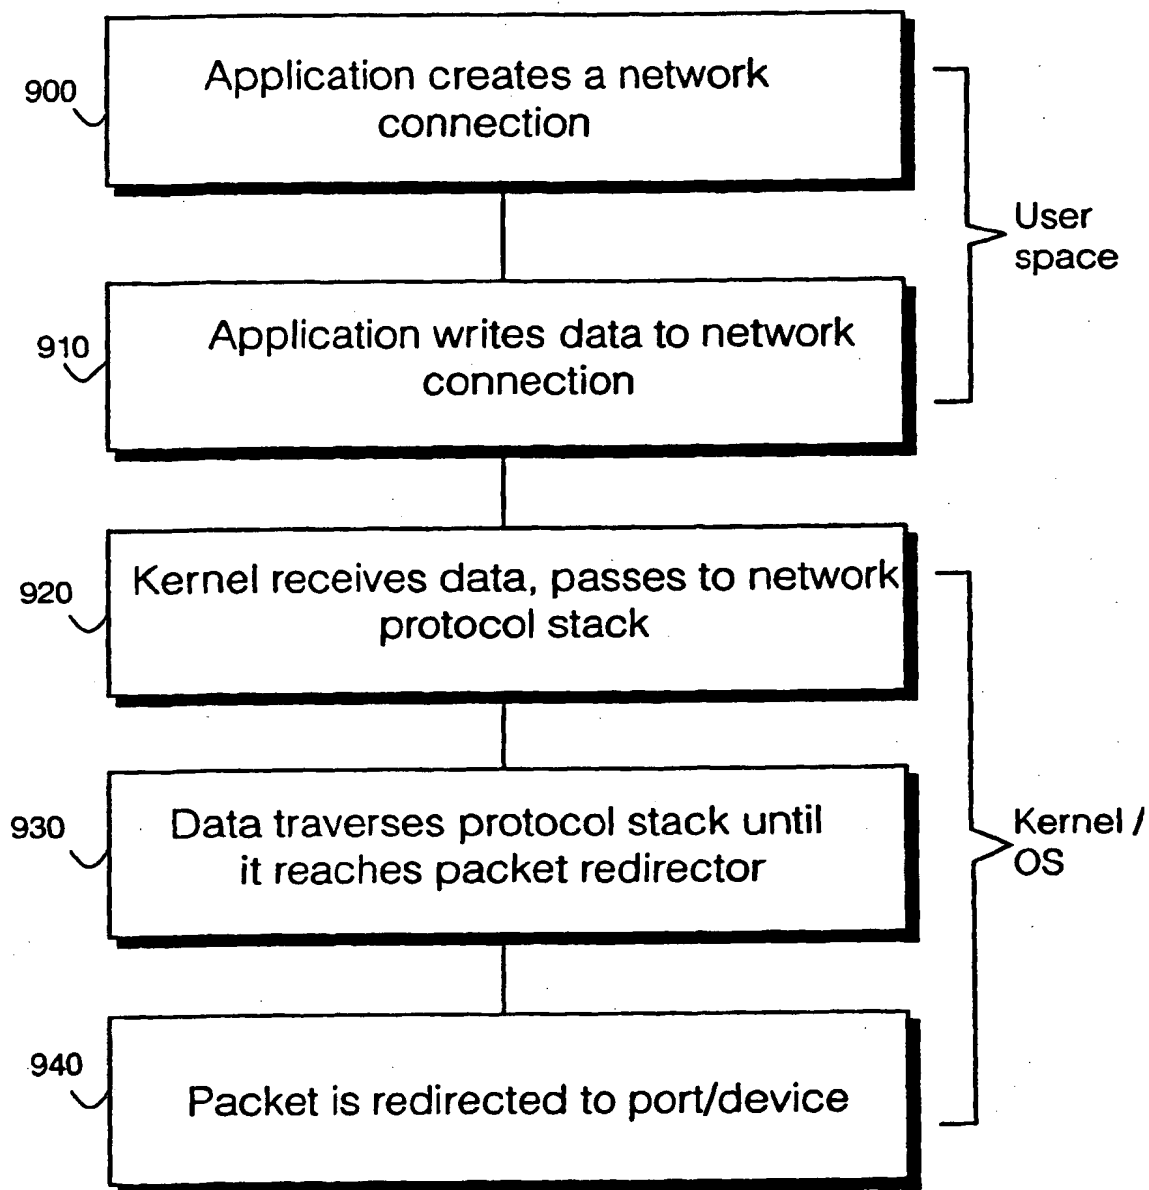 900
Application creates a network
connection
User
space
910
Application writes data to network
connection
920
Kernel receives data, passes to network
protocol stack
930
Data traverses protocol stack until
it reaches packet redirector
Kernel /
OS
940
Packet is redirected to port/device